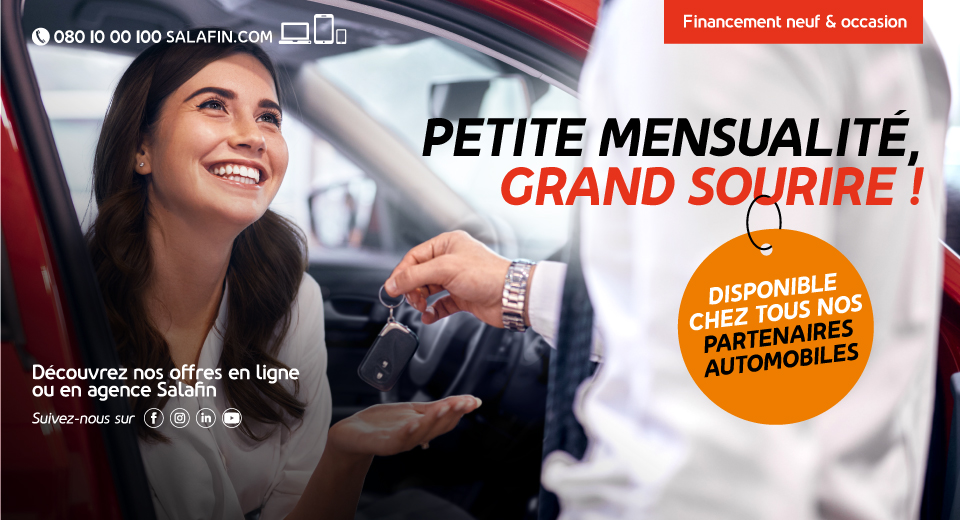 080 10 00 100 SALAFIN.COM
Financement neuf & occasion
PETITE MENSUALITÉ,
GRAND SOURIRE !
DISPONIBLE
CHEZ TOUS NOS
PARTENAIRES
AUTOMOBILES
Découvrez nos offres en ligne
ou en agence Salafin
Suivez-nous sur